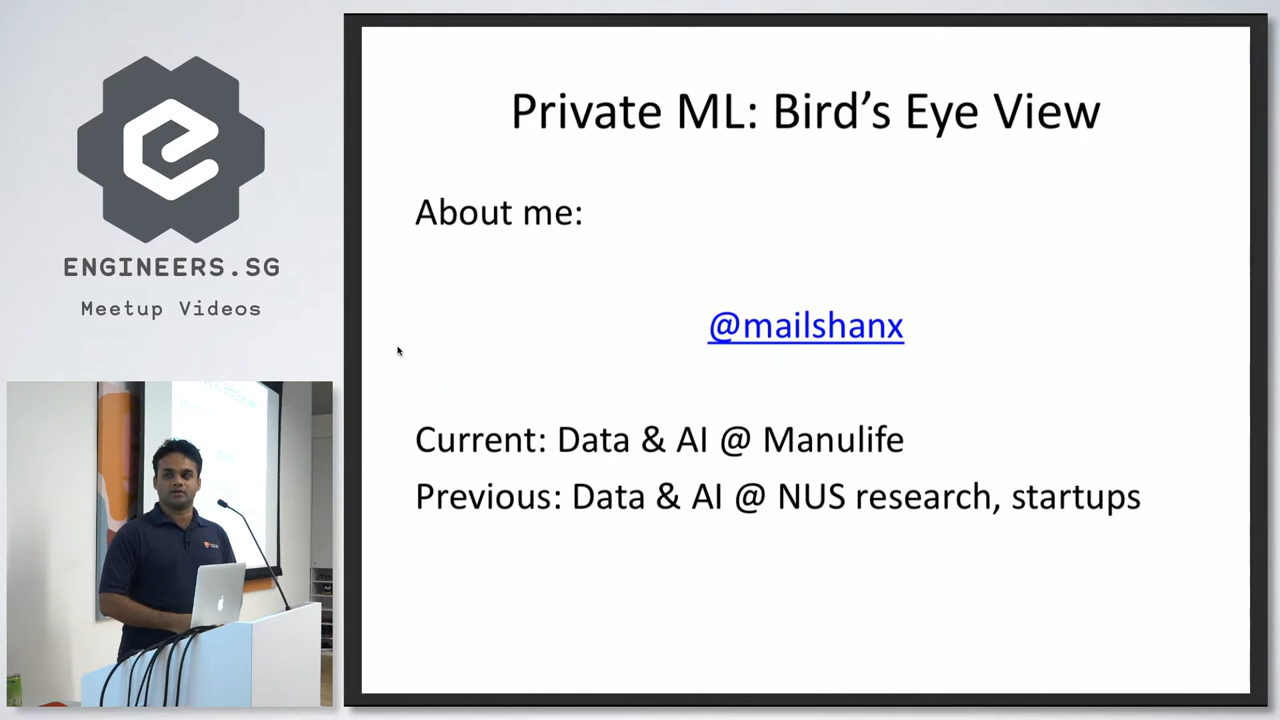 ENGINEERS.SG
Meetup Videos
Private ML: Bird's Eye View
About me:
@mailshanx
Current: Data & AI @ Manulife
Previous: Data & AI @ NUS research, startups